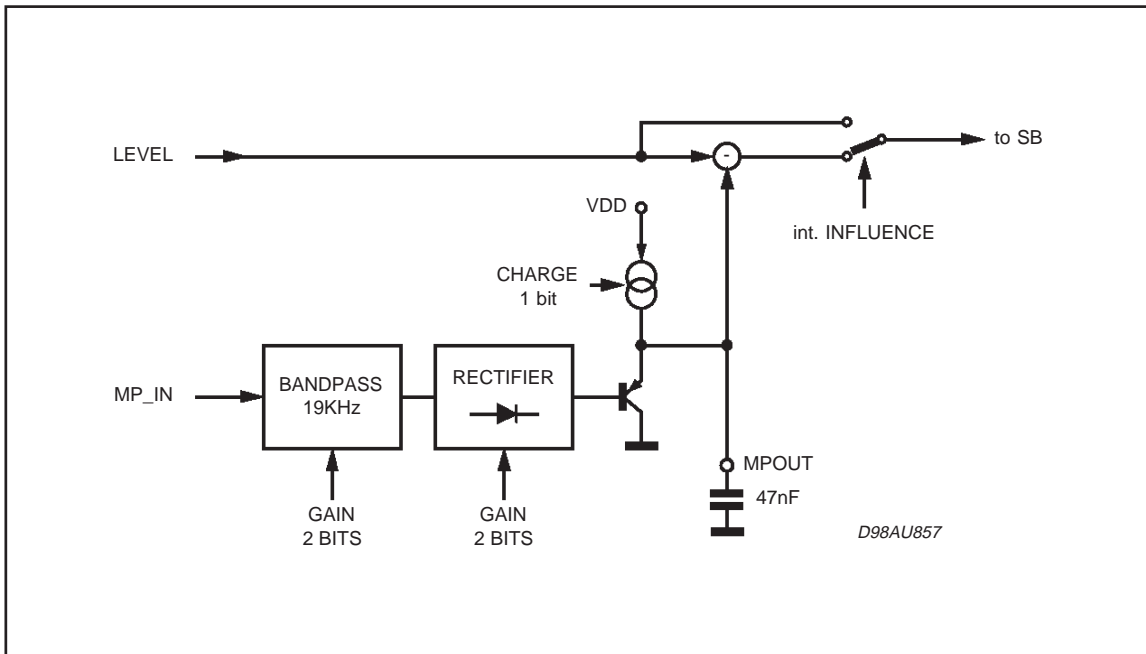 to SB
LEVEL
-
VDD
int. INFLUENCE
CHARGE
1 bit
MP_IN
BANDPASS
19KHz
RECTIFIER
MPOUT
47nF
GAIN
2 BITS
GAIN
2 BITS
D98AU857